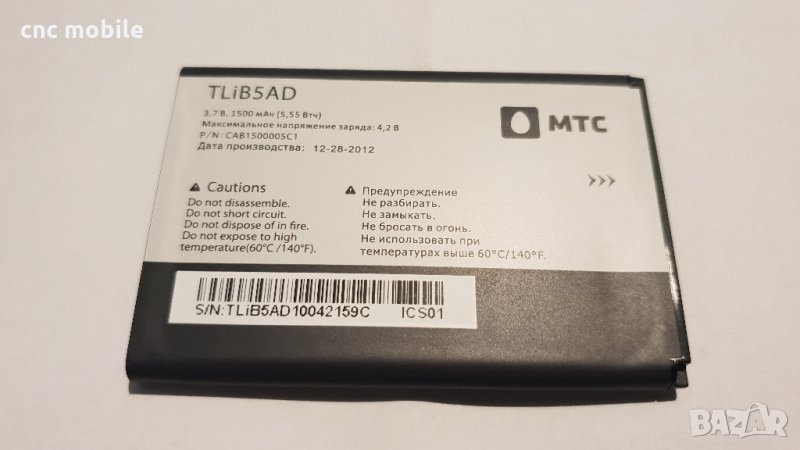 cnc mobile
TLiB5AD
3,7 В, 1500 мАч (5,55 Втч)
Максимальное напряжение заряда: 4,2 В
P/N: CAB1500005C1
Дата производства: 12-28-2012
МТС
Cautions
Do not disassemble.
Do not short circuit.
Do not dispose of in fire.
Do not expose to high
temperature(60°C /140°F).
Предупреждение
Не разбирать.
Не замыкать.
Не бросать в огонь.
Не использовать при
температурах выше 60°C/140°F.
>>>
S/N:TLiB5AD10042159C ICS01
BAZAR